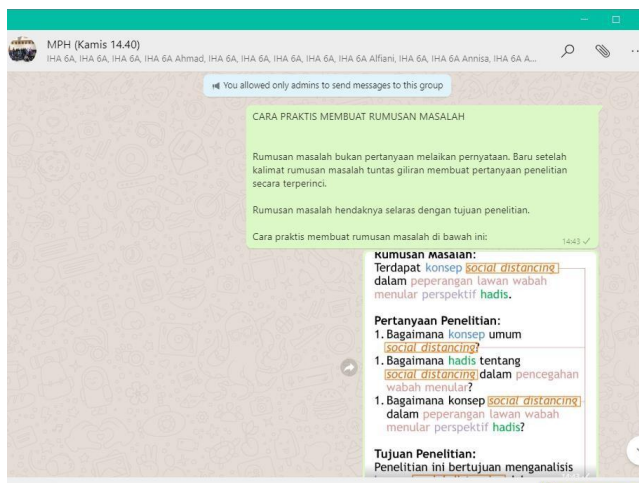 MPH (Kamis 14.40)
IHA 6A, IHA 6A, IHA 6A, IHA 6A Ahmad, IHA 6A, IHA 6A, IHA 6A, IHA 6A, IHA 6A Alfiani, IHA 6A, IHA 6A Annisa, IHA 6A A...
You allowed only admins to send messages to this group
CARA PRAKTIS MEMBUAT RUMUSAN MASALAH
Rumusan masalah bukan pertanyaan melaikan pernyataan. Baru setelah
kalimat rumusan masalah tuntas giliran membuat pertanyaan penelitian
secara terperinci.
Rumusan masalah hendaknya selaras dengan tujuan penelitian.
Cara praktis membuat rumusan masalah di bawah ini:
14:43
Rumusan Masalah:
Terdapat konsep social distancing
dalam peperangan lawan wabah
menular perspektif hadis.
Pertanyaan Penelitian:
1. Bagaimana konsep umum
social distancing?
1. Bagaimana hadis tentang
social distancing dalam pencegahan
wabah menular?
1. Bagaimana konsep social distancing
dalam peperangan lawan wabah
menular perspektif hadis?
Tujuan Penelitian:
Penelitian ini bertujuan menganalisis